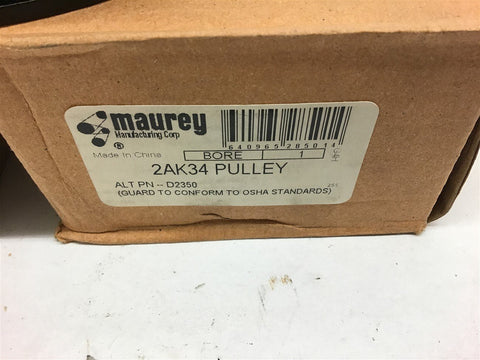 maurey
Manufacturing Corp
®
640965285014
Made In China
BORE 1
2AK34 PULLEY
ALT PN -- D2350
(GUARD TO CONFORM TO OSHA STANDARDS)